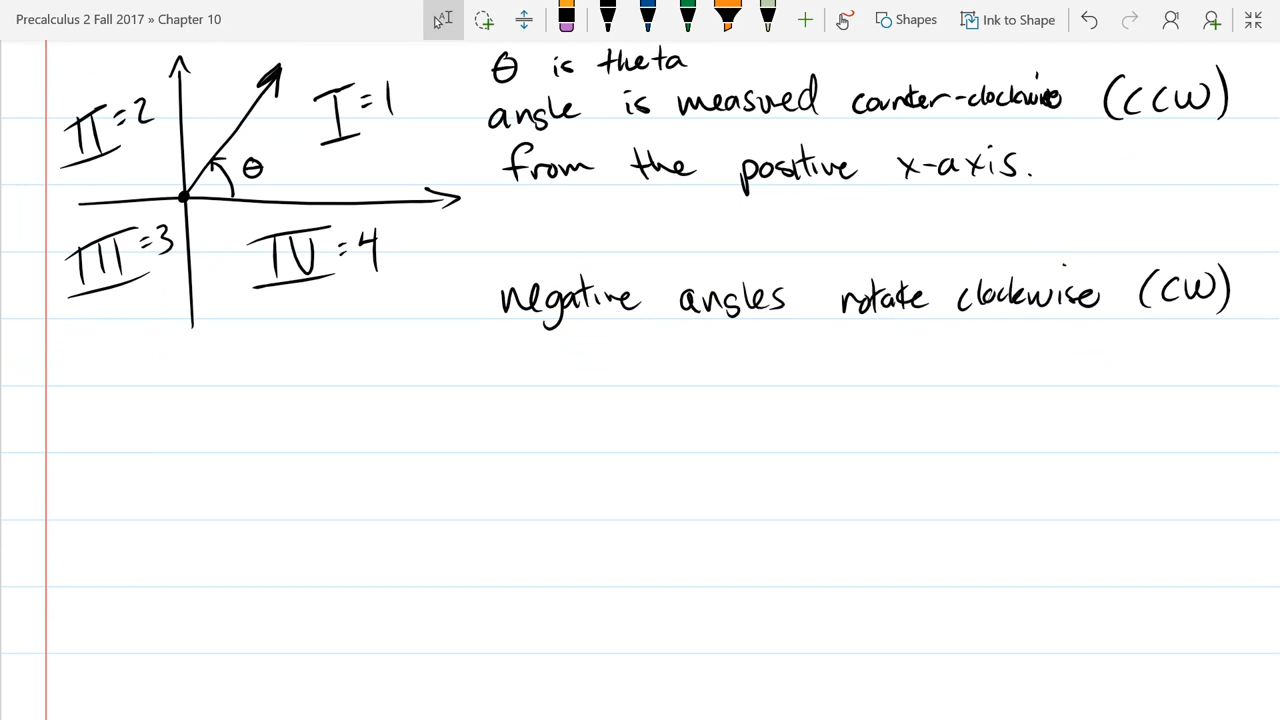 Precalculus 2 Fall 2017 » Chapter 10
Shapes
Ink to Shape
II = 2
I = 1
θ
III = 3
IV = 4
θ is theta
angle is measured counter-clockwise (CCW)
from the positive x-axis.
negative angles rotate clockwise (CW)